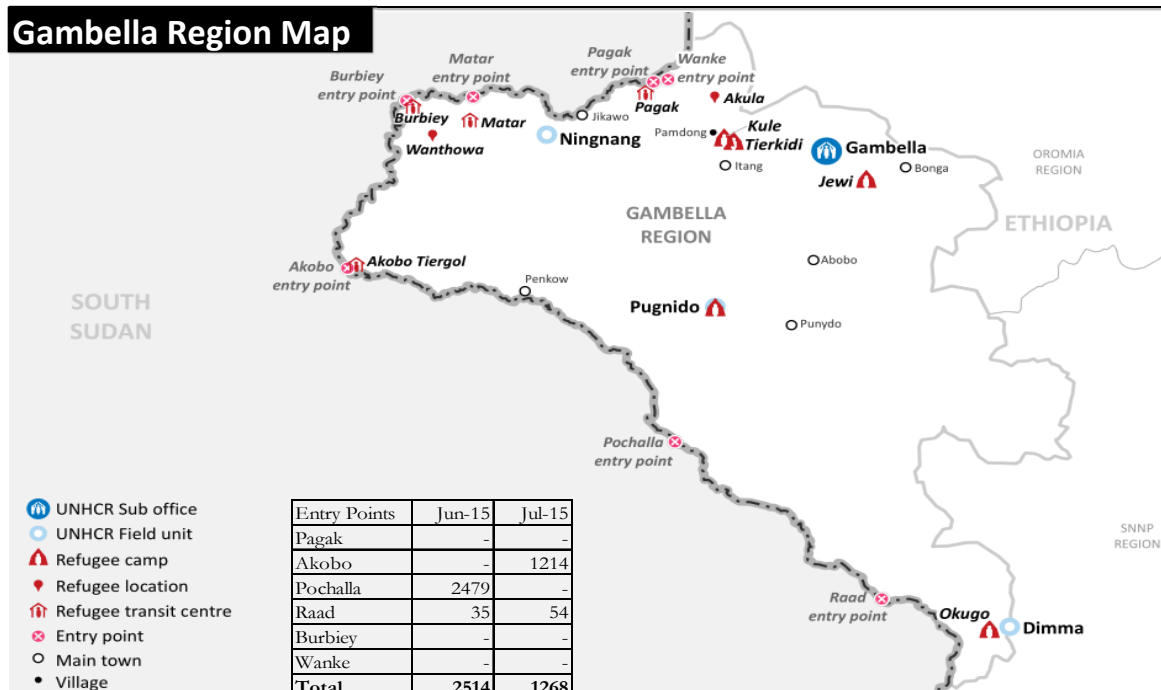 Gambella Region Map
Pagak
entry point
Wanke
entry point
Matar
entry point
Burbiey
entry point
Akula
Pagak
Jikawo
Burbiey
Matar
Kule
Pamdong
Tierkidi
Ningnang
Gambella
Wanthowa
OROMIA
REGION
Itang
Bonga
Jewi
GAMBELLA
REGION
ETHIOPIA
Akobo Tiergol
Abobo
Akobo
entry point
Penkow
SOUTH
SUDAN
Pugnido
Punydo
Pochalla
entry point
UNHCR Sub office
UNHCR Field unit
Refugee camp
Refugee location
Refugee transit centre
Entry point
Main town
Village
Entry Points Jun-15 Jul-15
Pagak - -
Akobo - 1214
Pochalla 2479 -
Raad 35 54
Burbiey - -
Wanke - -
Total 2514 1268
SNNP
REGION
Raad
entry point
Okugo
Dimma